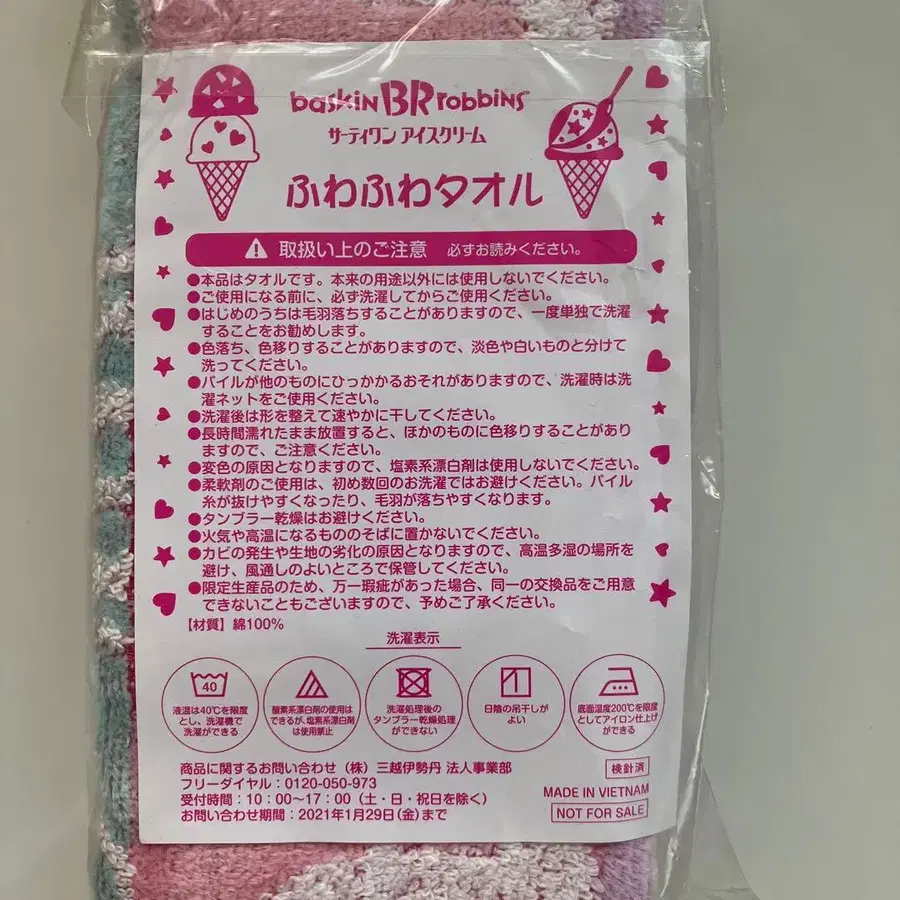 baskin BR robbins
サーティワン アイスクリーム
ふわふわタオル
取扱い上のご注意 必ずお読みください。
●本品はタオルです。本来の用途以外には使用しないでください。
●ご使用になる前に、必ず洗濯してからご使用ください。
●はじめのうちは毛羽落ちすることがありますので、一度単独で洗濯
することをお勧めします。
●色落ち、色移りすることがありますので、淡色や白いものと分けて
洗ってください。
●パイルが他のものにひっかかるおそれがありますので、洗濯時は洗
濯ネットをご使用ください。
●洗濯後は形を整えて速やかに干してください。
●長時間濡れたまま放置すると、ほかのものに色移りすることがあり
ますので、ご注意ください。
●変色の原因となりますので、塩素系漂白剤は使用しないでください。
●柔軟剤のご使用は、初め数回のお洗濯ではお避けください。パイル
糸が抜けやすくなったり、毛羽が落ちやすくなります。
●タンブラー乾燥はお避けください。
●火気や高温になるもののそばに置かないでください。
●カビの発生や生地の劣化の原因となりますので、高温多湿の場所を
避け、風通しのよいところで保管してください。
●限定生産品のため、万一瑕疵があった場合、同一の交換品をご用意
できないこともございますので、予めご了承ください。
【材質】綿100%
洗濯表示
40
液温は40℃を限度
とし、洗濯機で
洗濯ができる
酸素系漂白剤の使用は
できるが、塩素系漂白剤
は使用禁止
洗濯処理後の
タンブラー乾燥処理
ができない
日陰の吊干しが
よい
底面温度200℃を限度
としてアイロン仕上げ
ができる
商品に関するお問い合わせ (株) 三越伊勢丹 法人事業部
フリーダイヤル:0120-050-973
受付時間:10:00〜17:00(土・日・祝日を除く)
お問い合わせ期間:2021年1月29日(金)まで
検針済
MADE IN VIETNAM
NOT FOR SALE